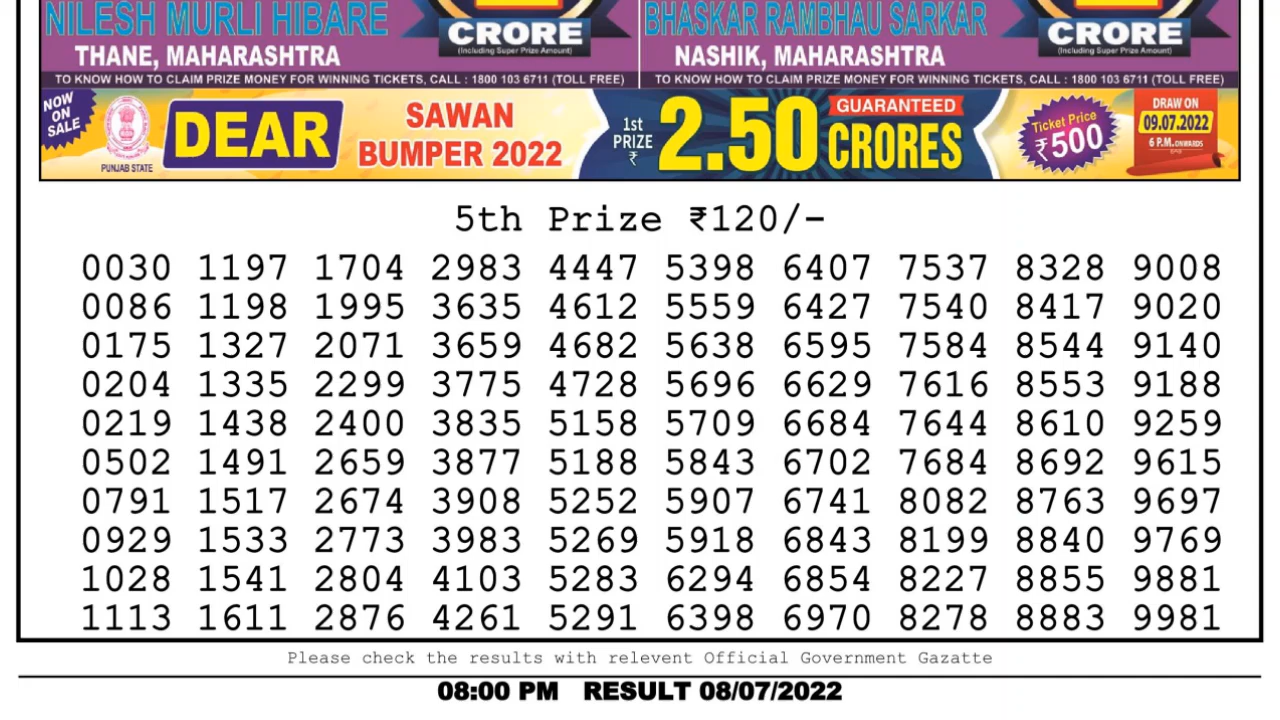 NILESH MURLI HIBARE
THANE, MAHARASHTRA
CRORE
(Including Super Prize Amount)
BHASKAR RAMBHAU SARKAR
NASHIK, MAHARASHTRA
CRORE
(Including Super Prize Amount)
TO KNOW HOW TO CLAIM PRIZE MONEY FOR WINNING TICKETS, CALL : 1800 103 6711 (TOLL FREE)
TO KNOW HOW TO CLAIM PRIZE MONEY FOR WINNING TICKETS, CALL : 1800 103 6711 (TOLL FREE)
NOW
ON
SALE
PUNJAB STATE
DEAR
SAWAN
BUMPER 2022
1st
PRIZE
₹
2.50
GUARANTEED
CRORES
Ticket Price
₹500
DRAW ON
09.07.2022
6 P.M. ONWARDS
5th Prize ₹120/-
0030 1197 1704 2983 4447 5398 6407 7537 8328 9008
0086 1198 1995 3635 4612 5559 6427 7540 8417 9020
0175 1327 2071 3659 4682 5638 6595 7584 8544 9140
0204 1335 2299 3775 4728 5696 6629 7616 8553 9188
0219 1438 2400 3835 5158 5709 6684 7644 8610 9259
0502 1491 2659 3877 5188 5843 6702 7684 8692 9615
0791 1517 2674 3908 5252 5907 6741 8082 8763 9697
0929 1533 2773 3983 5269 5918 6843 8199 8840 9769
1028 1541 2804 4103 5283 6294 6854 8227 8855 9881
1113 1611 2876 4261 5291 6398 6970 8278 8883 9981
Please check the results with relevent Official Government Gazatte
08:00 PM RESULT 08/07/2022